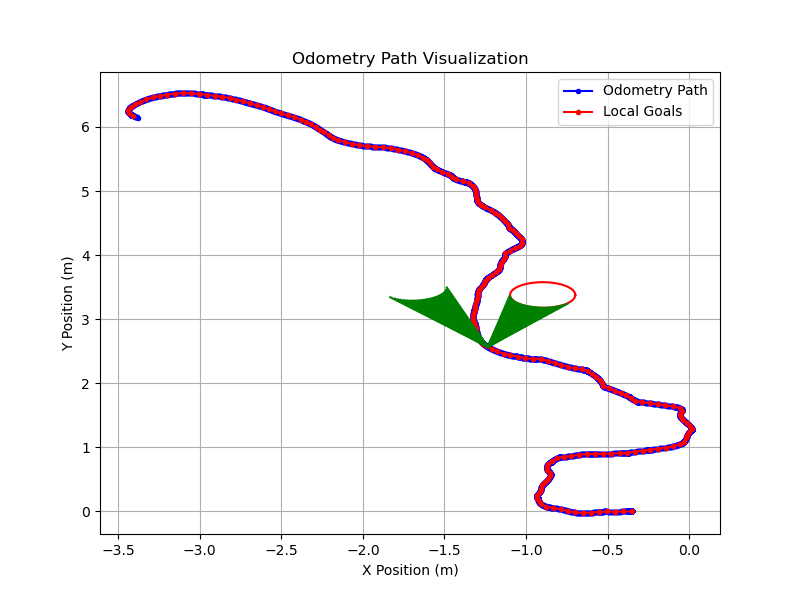 Odometry Path Visualization
Odometry Path
Local Goals
Y Position (m)
6
5
4
3
2
1
0
−3.5 −3.0 −2.5 −2.0 −1.5 −1.0 −0.5 0.0
X Position (m)